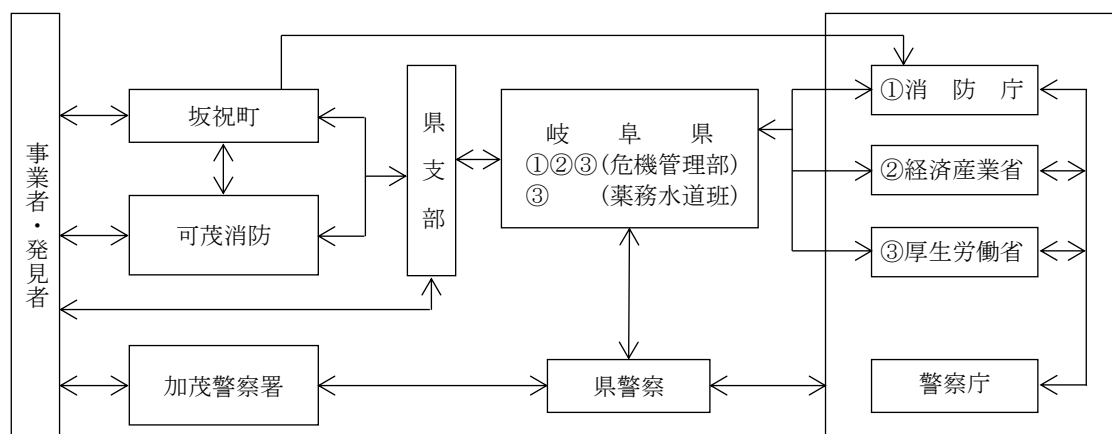 事業者・発見者
坂祝町
可茂消防
加茂警察署
県支部
岐 阜 県
①②③(危機管理部)
③ (薬務水道班)
県警察
①消 防 庁
②経済産業省
③厚生労働省
警察庁